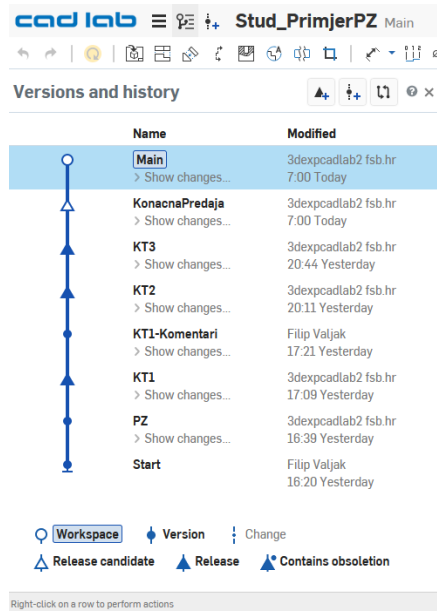 cad lab Stud_PrimjerPZ Main
Versions and history
Name Modified
Main 3dexpcadlab2 fsb.hr
> Show changes... 7:00 Today
KonacnaPredaja 3dexpcadlab2 fsb.hr
> Show changes... 7:00 Today
KT3 3dexpcadlab2 fsb.hr
> Show changes... 20:44 Yesterday
KT2 3dexpcadlab2 fsb.hr
> Show changes... 20:11 Yesterday
KT1-Komentari Filip Valjak
> Show changes... 17:21 Yesterday
KT1 3dexpcadlab2 fsb.hr
> Show changes... 17:09 Yesterday
PZ 3dexpcadlab2 fsb.hr
> Show changes... 16:39 Yesterday
Start Filip Valjak
16:20 Yesterday
Workspace Version Change
Release candidate Release Contains obsoletion
Right-click on a row to perform actions